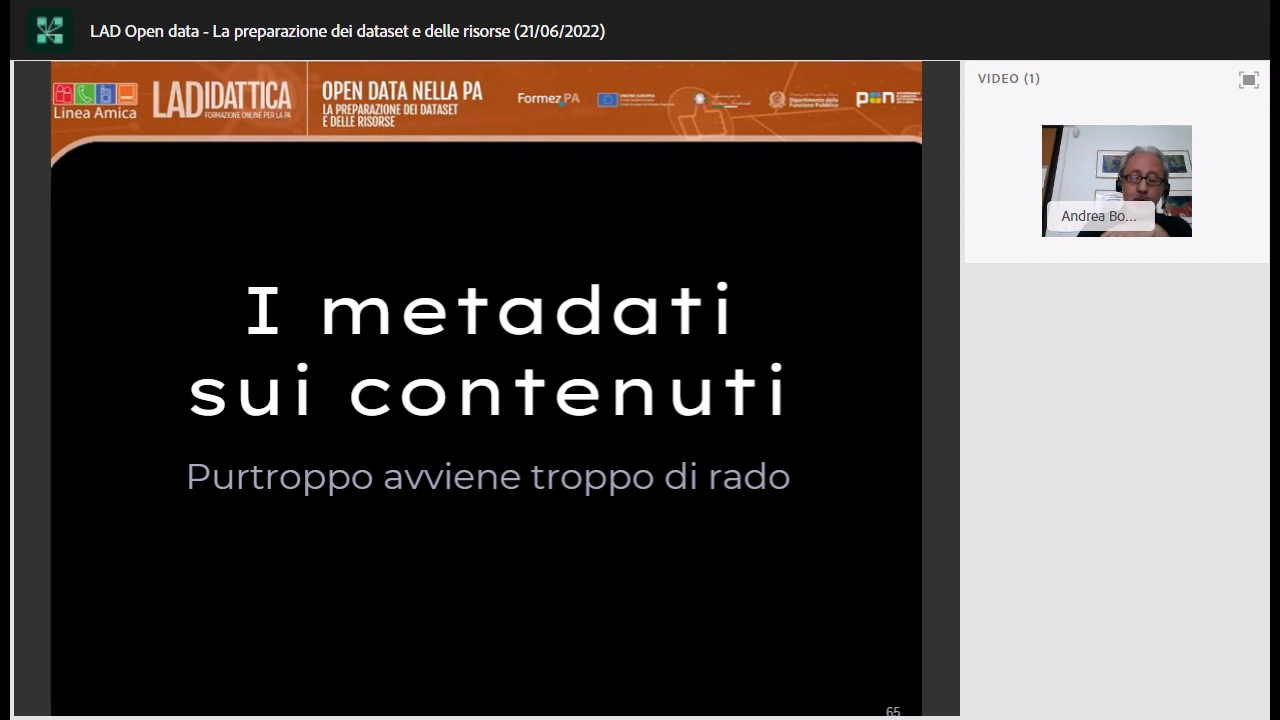 LAD Open data - La preparazione dei dataset e delle risorse (21/06/2022)
Linea Amica
LADIDATTICA
FORMAZIONE ONLINE PER LA PA
OPEN DATA NELLA PA
LA PREPARAZIONE DEI DATASET
E DELLE RISORSE
FormezPA
UNIONE EUROPEA
Dipartimento della
Funzione Pubblica
pon
VIDEO (1)
Andrea Bo...
I metadati
sui contenuti
Purtroppo avviene troppo di rado
65